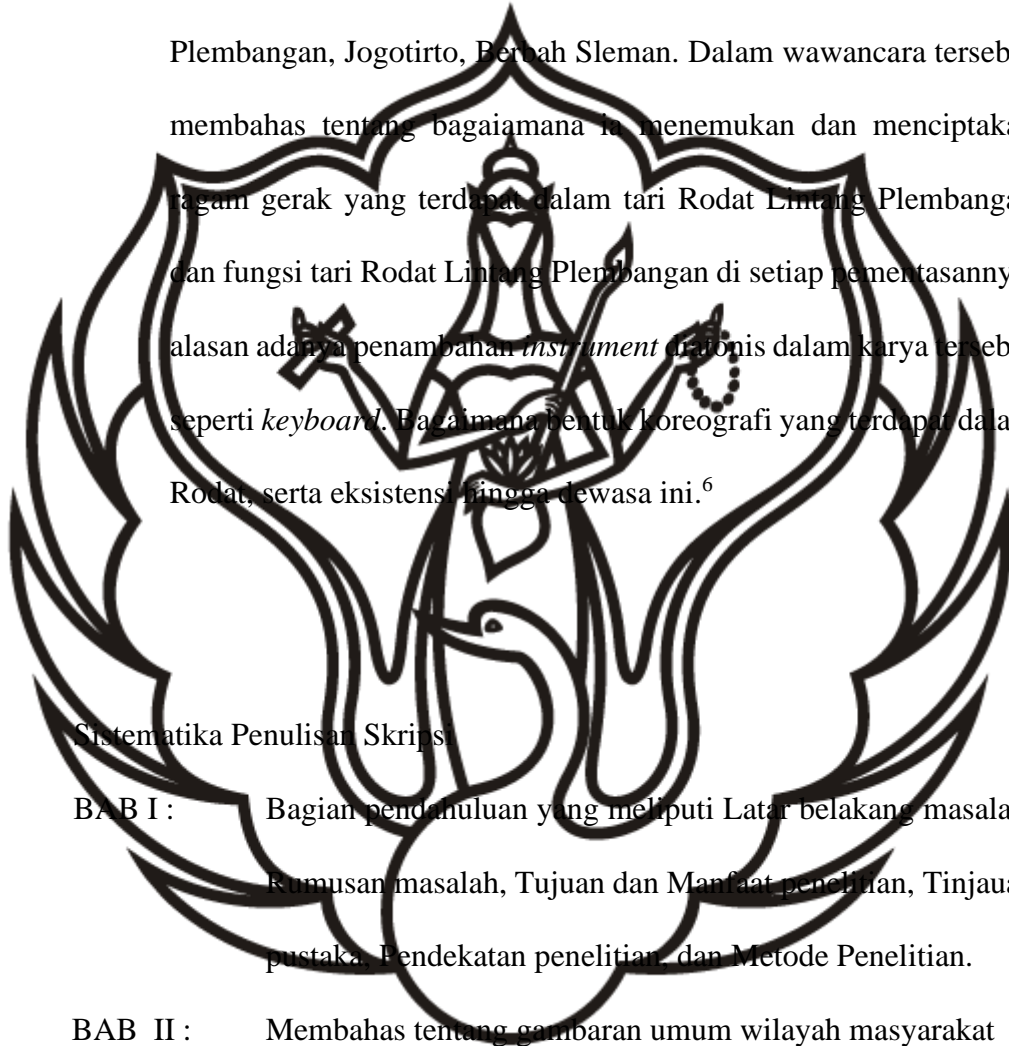 Plembangan, Jogotirto, Berbah Sleman. Dalam wawancara terseb
membahas tentang bagaiamana ia menemukan dan menciptaka
ragam gerak yang terdapat dalam tari Rodat Lintang Plembanga
dan fungsi tari Rodat Lintang Plembangan di setiap pementasanny
alasan adanya penambahan instrument diatonis dalam karya terseb
seperti keyboard. Bagaimana bentuk koreografi yang terdapat dala
Rodat, serta eksistensi hingga dewasa ini.6
Sistematika Penulisan Skripsi
BAB I : Bagian pendahuluan yang meliputi Latar belakang masala
Rumusan masalah, Tujuan dan Manfaat penelitian, Tinjaua
pustaka, Pendekatan penelitian, dan Metode Penelitian.
BAB II : Membahas tentang gambaran umum wilayah masyarakat